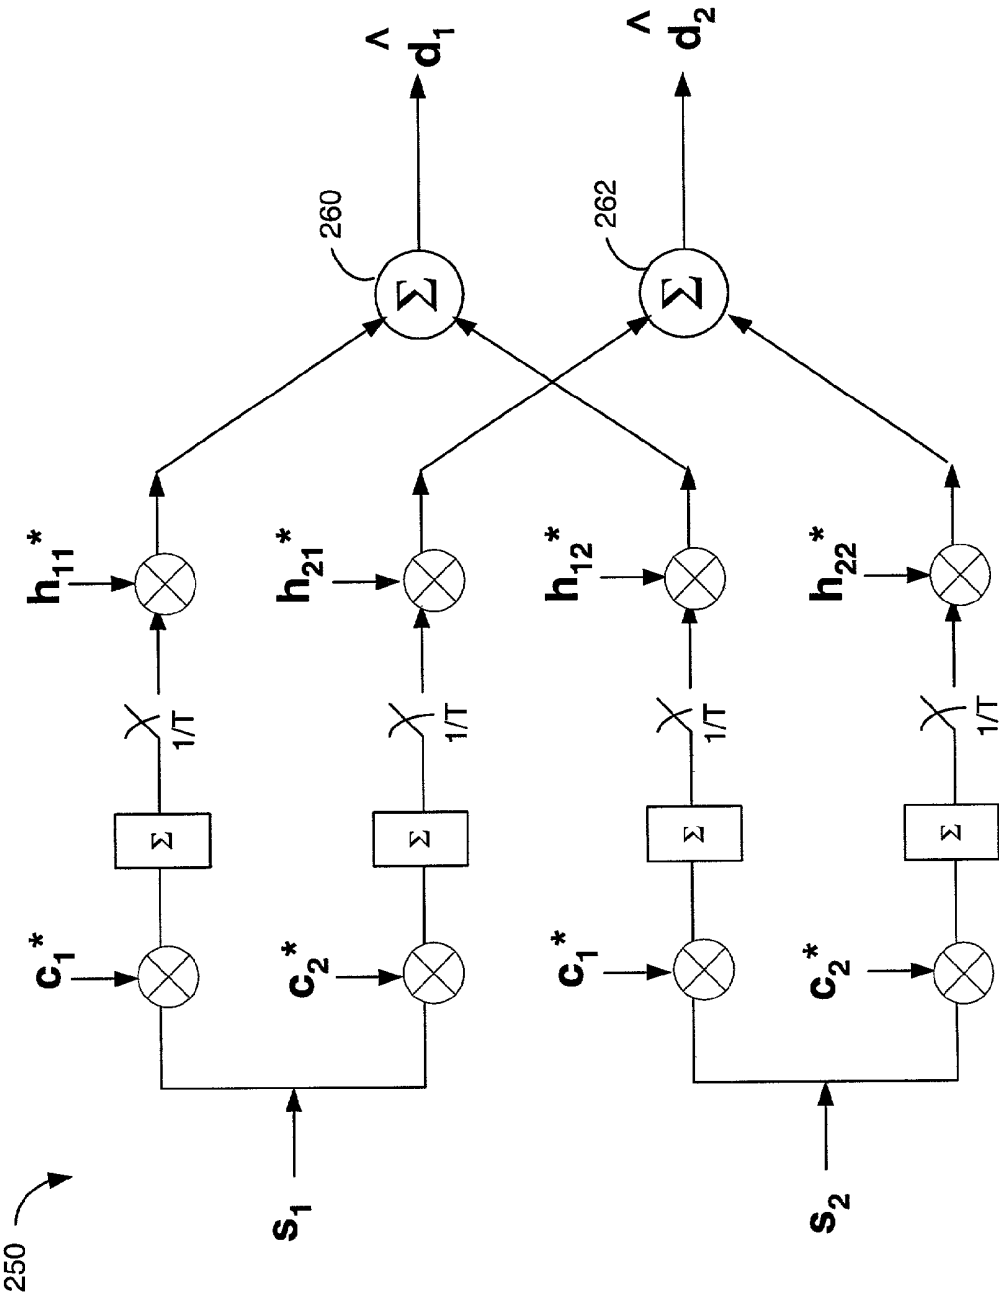 250
s₁
s₂
c₁*
c₂*
c₁*
c₂*
Σ
Σ
Σ
Σ
1/T
1/T
1/T
1/T
h₁₁*
h₂₁*
h₁₂*
h₂₂*
260
Σ
262
Σ
^
d₁
^
d₂